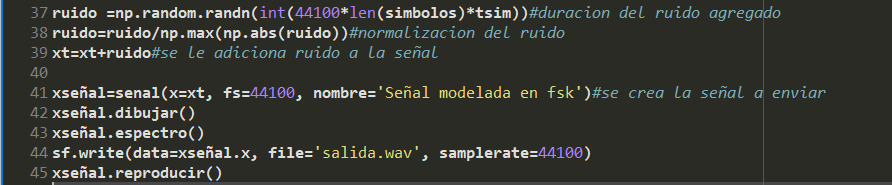 37 ruido =np.random.randn(int(44100*len(simbolos)*tsim))#duracion del ruido agregado
38 ruido=ruido/np.max(np.abs(ruido))#normalizacion del ruido
39 xt=xt+ruido#se le adiciona ruido a la señal
40
41 xseñal=senal(x=xt, fs=44100, nombre='Señal modelada en fsk')#se crea la señal a enviar
42 xseñal.dibujar()
43 xseñal.espectro()
44 sf.write(data=xseñal.x, file='salida.wav', samplerate=44100)
45 xseñal.reproducir()